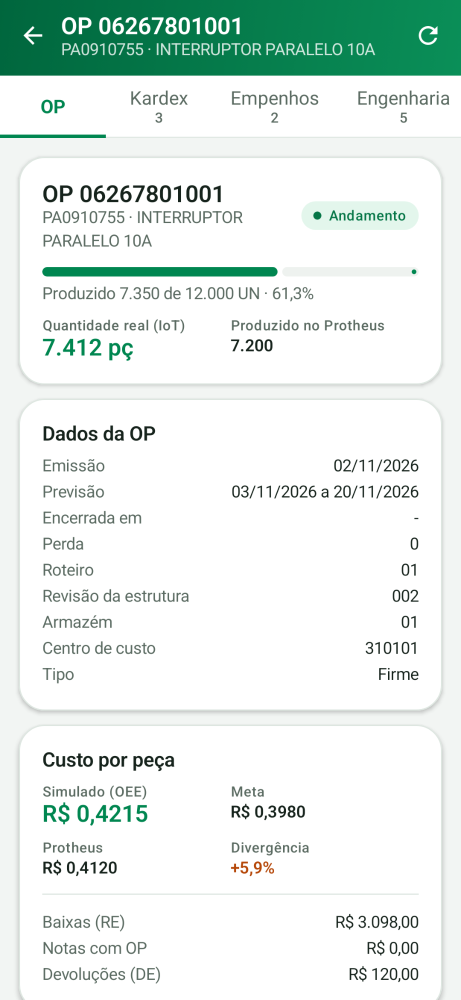 OP 06267801001
PA0910755 · INTERRUPTOR PARALELO 10A
OP
Kardex
3
Empenhos
2
Engenharia
5
OP 06267801001
PA0910755 · INTERRUPTOR
PARALELO 10A
Andamento
Produzido 7.350 de 12.000 UN · 61,3%
Quantidade real (IoT)
7.412 pç
Produzido no Protheus
7.200
Dados da OP
Emissão 02/11/2026
Previsão 03/11/2026 a 20/11/2026
Encerrada em -
Perda 0
Roteiro 01
Revisão da estrutura 002
Armazém 01
Centro de custo 310101
Tipo Firme
Custo por peça
Simulado (OEE)
R$ 0,4215
Meta
R$ 0,3980
Protheus
R$ 0,4120
Divergência
+5,9%
Baixas (RE) R$ 3.098,00
Notas com OP R$ 0,00
Devoluções (DE) R$ 120,00